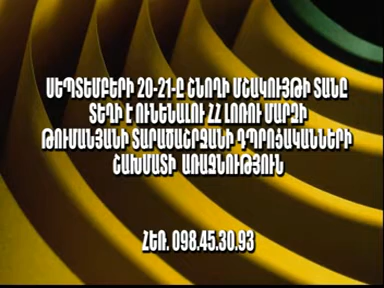 ՍԵՊՏԵՄԲԵՐԻ 20-21-Ը ՇՆՈՂԻ ՄՇԱԿՈՒՅԹԻ ՏԱՆԸ
ՏԵՂԻ Է ՈՒՆԵՆԱԼՈՒ ՀՀ ԼՈՌՈՒ ՄԱՐԶԻ
ԹՈՒՄԱՆՅԱՆԻ ՏԱՐԱԾԱՇՐՋԱՆԻ ԴՊՐՈՑԱԿԱՆՆԵՐԻ
ՇԱԽՄԱՏԻ ԱՌԱՋՆՈՒԹՅՈՒՆ
ՀԵՌ. 098.45.30.93